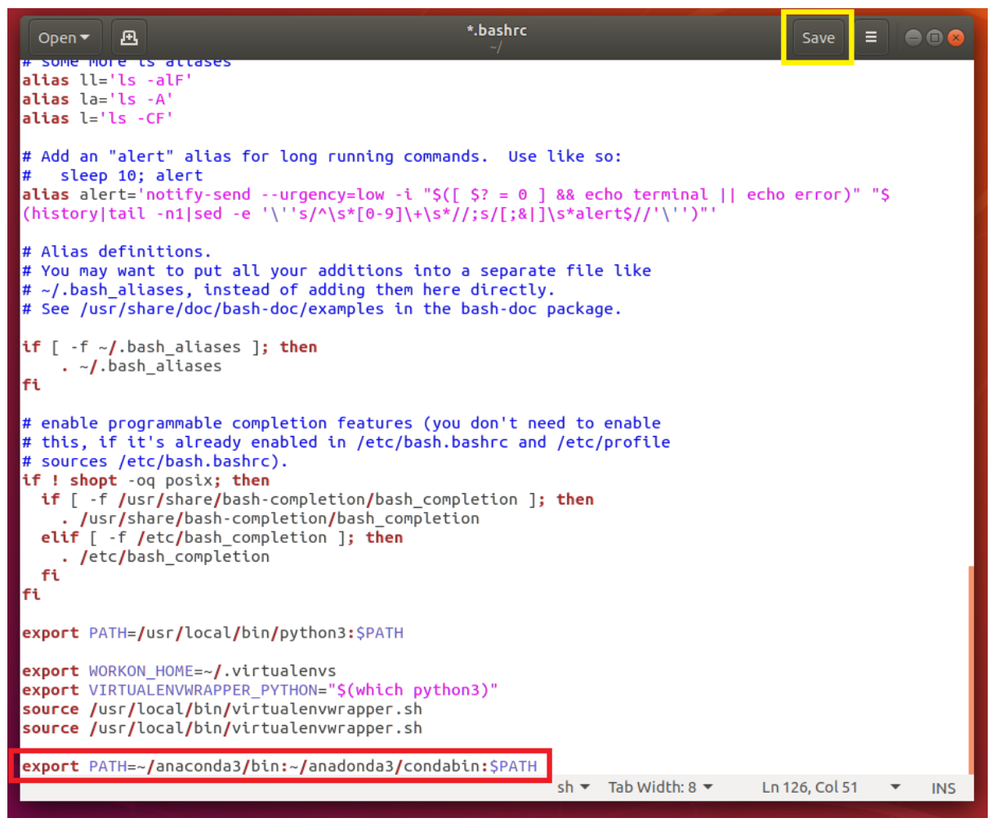 Open
*.bashrc
~/
Save
# some more ls aliases
alias ll='ls -alF'
alias la='ls -A'
alias l='ls -CF'
# Add an "alert" alias for long running commands.  Use like so:
#   sleep 10; alert
alias alert='notify-send --urgency=low -i "$([ $? = 0 ] && echo terminal || echo error)" "$
(history|tail -n1|sed -e '\''s/^\s*[0-9]\+\s*//;s/[;&|]\s*alert$//'\'')"'
# Alias definitions.
# You may want to put all your additions into a separate file like
# ~/.bash_aliases, instead of adding them here directly.
# See /usr/share/doc/bash-doc/examples in the bash-doc package.
if [ -f ~/.bash_aliases ]; then
    . ~/.bash_aliases
fi
# enable programmable completion features (you don't need to enable
# this, if it's already enabled in /etc/bash.bashrc and /etc/profile
# sources /etc/bash.bashrc).
if ! shopt -oq posix; then
  if [ -f /usr/share/bash-completion/bash_completion ]; then
    . /usr/share/bash-completion/bash_completion
  elif [ -f /etc/bash_completion ]; then
    . /etc/bash_completion
  fi
fi
export PATH=/usr/local/bin/python3:$PATH
export WORKON_HOME=~/.virtualenvs
export VIRTUALENVWRAPPER_PYTHON="$(which python3)"
source /usr/local/bin/virtualenvwrapper.sh
source /usr/local/bin/virtualenvwrapper.sh
export PATH=~/anaconda3/bin:~/anadonda3/condabin:$PATH
sh Tab Width: 8 Ln 126, Col 51 INS